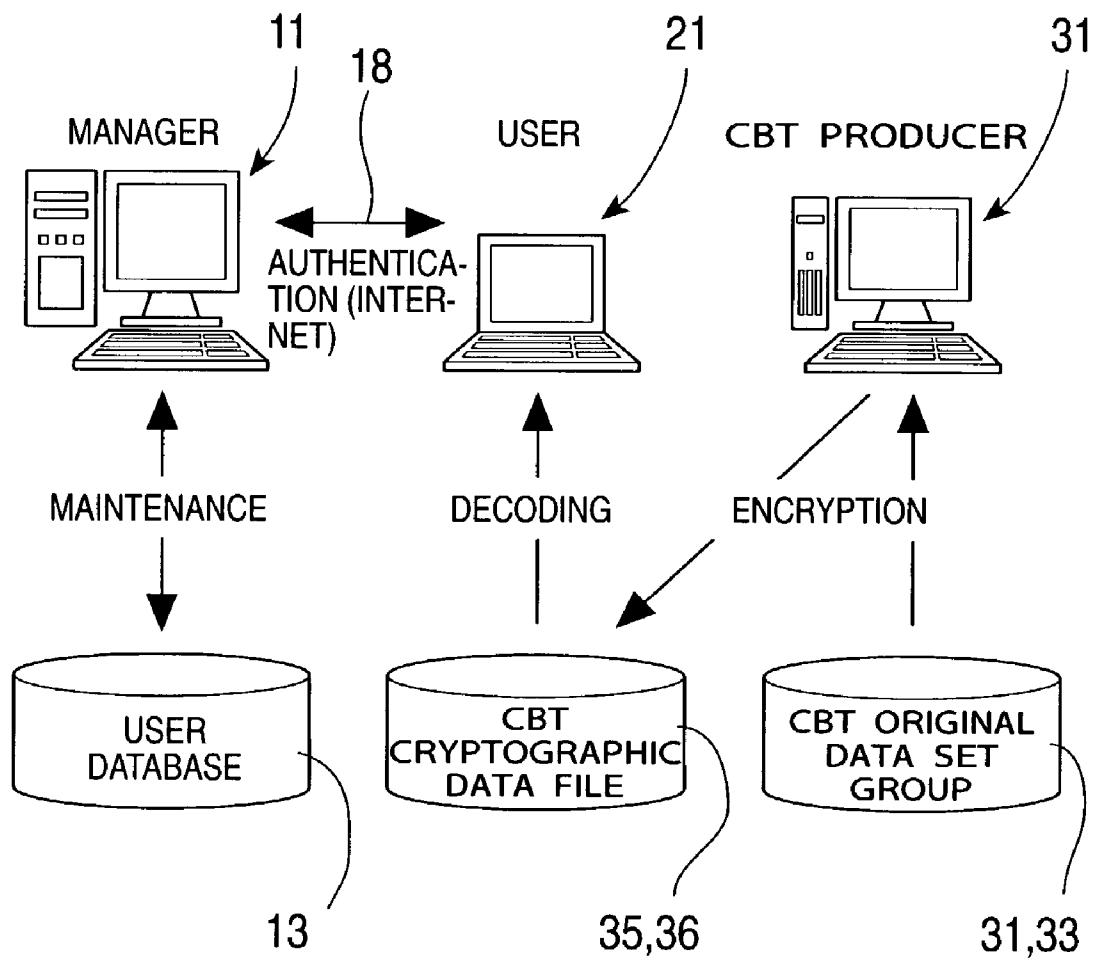 11
18
21
31
MANAGER
USER
CBT PRODUCER
AUTHENTICA-
TION (INTER-
NET)
MAINTENANCE
DECODING
ENCRYPTION
USER
DATABASE
CBT
CRYPTOGRAPHIC
DATA FILE
CBT ORIGINAL
DATA SET
GROUP
13
35,36
31,33